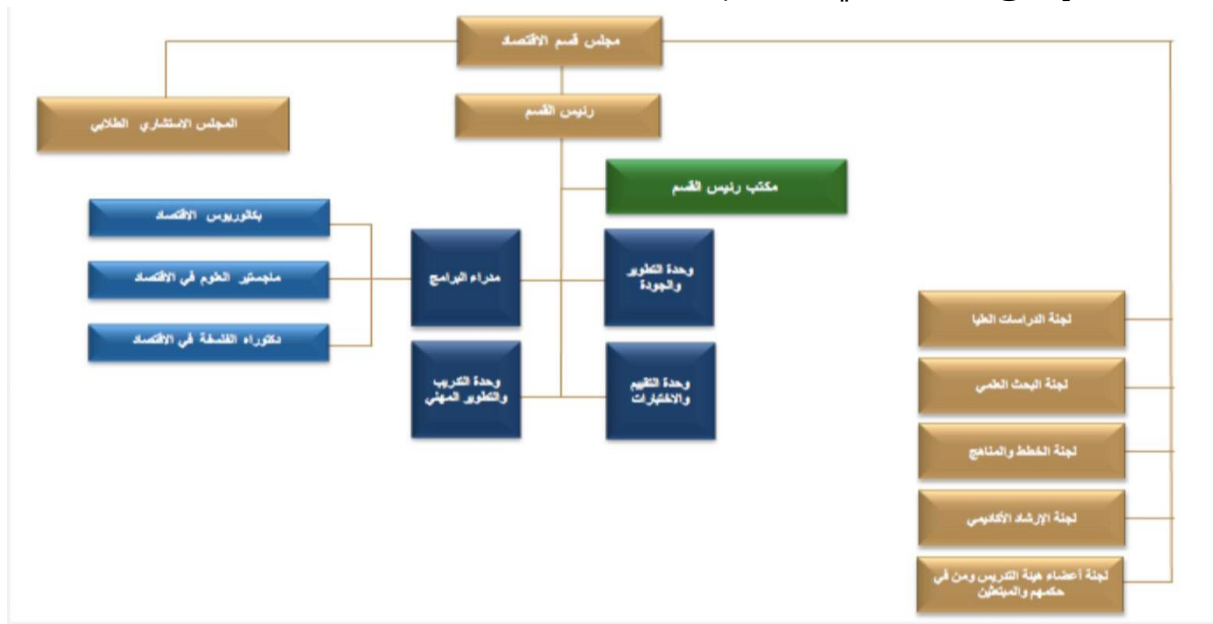 مجلس قسم الاقتصاد
رئيس القسم
المجلس الاستشاري الطلابي
مكتب رئيس القسم
بكالوريوس الاقتصاد
ماجستير العلوم في الاقتصاد
دكتوراه الفلسفة في الاقتصاد
مدراء البرامج
وحدة التطوير
والجودة
وحدة التدريب
والتطوير المهني
وحدة التقييم
والاختبارات
لجنة الدراسات العليا
لجنة البحث العلمي
لجنة الخطط والمناهج
لجنة الإرشاد الأكاديمي
لجنة أعضاء هيئة التدريس ومن في
حكمهم والمبتعثين